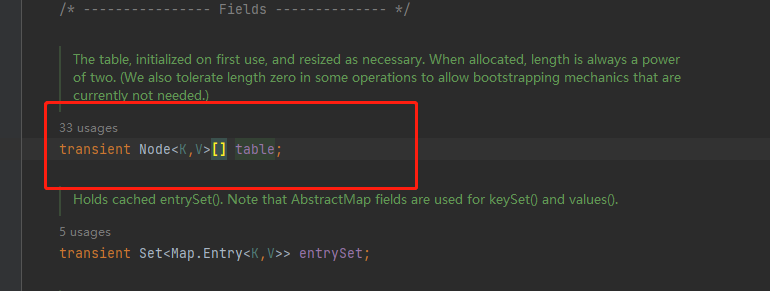 /* ---------------- Fields -------------- */
The table, initialized on first use, and resized as necessary. When allocated, length is always a power
of two. (We also tolerate length zero in some operations to allow bootstrapping mechanics that are
currently not needed.)
33 usages
transient Node<K,V>[] table;
Holds cached entrySet(). Note that AbstractMap fields are used for keySet() and values().
5 usages
transient Set<Map.Entry<K,V>> entrySet;